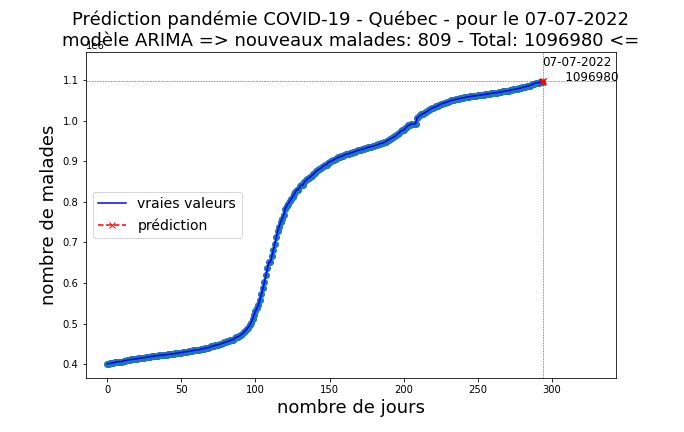 Prédiction pandémie COVID-19 - Québec - pour le 07-07-2022
modèle ARIMA => nouveaux malades: 809 - Total: 1096980 <=
1e6
07-07-2022
1096980
1.1
1.0
0.9
0.8
0.7
0.6
0.5
0.4
nombre de malades
vraies valeurs
prédiction
0 50 100 150 200 250 300
nombre de jours